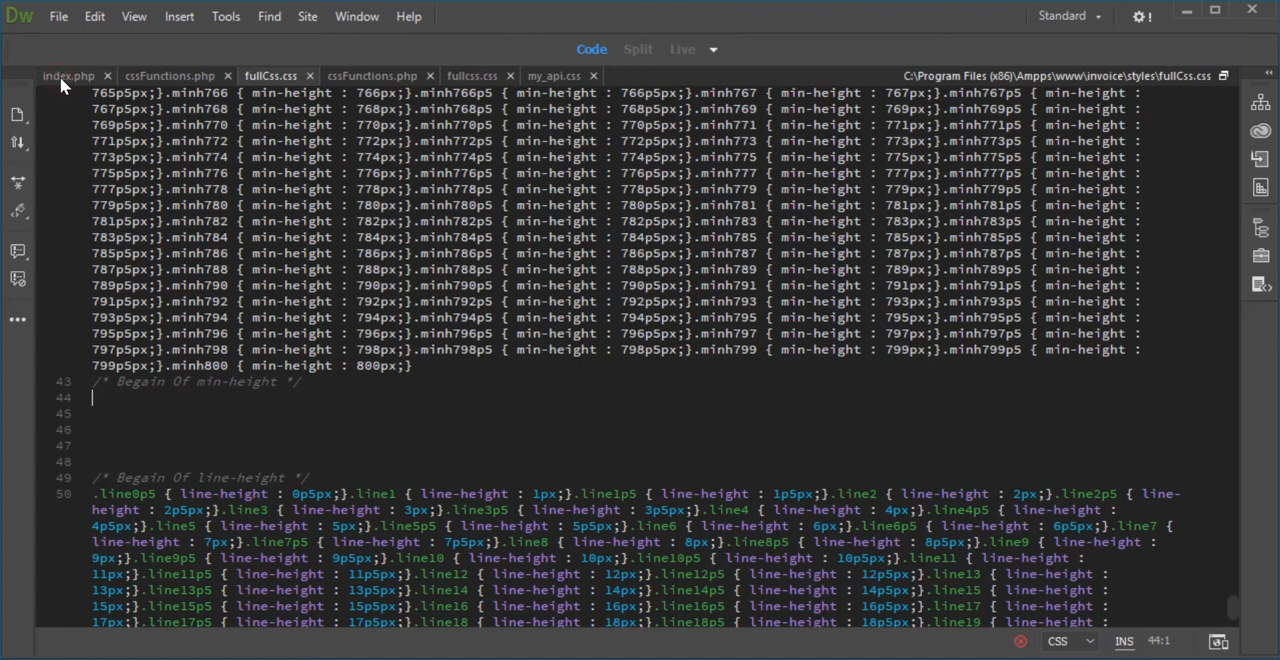 Dw File Edit View Insert Format Tools Find Site Window Help Standard
Code Split Live
index.php cssFunctions.php fullCss.css cssFunctions.php fullcss.css my_api.css C:\Program Files (x86)\Ampps\www\invoice\styles\fullCss.css
765p5px;}.minh766 { min-height : 766px;}.minh766p5 { min-height : 766p5px;}.minh767 { min-height : 767px;}.minh767p5 { min-height :
767p5px;}.minh768 { min-height : 768px;}.minh768p5 { min-height : 768p5px;}.minh769 { min-height : 769px;}.minh769p5 { min-height :
769p5px;}.minh770 { min-height : 770px;}.minh770p5 { min-height : 770p5px;}.minh771 { min-height : 771px;}.minh771p5 { min-height :
771p5px;}.minh772 { min-height : 772px;}.minh772p5 { min-height : 772p5px;}.minh773 { min-height : 773px;}.minh773p5 { min-height :
773p5px;}.minh774 { min-height : 774px;}.minh774p5 { min-height : 774p5px;}.minh775 { min-height : 775px;}.minh775p5 { min-height :
775p5px;}.minh776 { min-height : 776px;}.minh776p5 { min-height : 776p5px;}.minh777 { min-height : 777px;}.minh777p5 { min-height :
777p5px;}.minh778 { min-height : 778px;}.minh778p5 { min-height : 778p5px;}.minh779 { min-height : 779px;}.minh779p5 { min-height :
779p5px;}.minh780 { min-height : 780px;}.minh780p5 { min-height : 780p5px;}.minh781 { min-height : 781px;}.minh781p5 { min-height :
781p5px;}.minh782 { min-height : 782px;}.minh782p5 { min-height : 782p5px;}.minh783 { min-height : 783px;}.minh783p5 { min-height :
783p5px;}.minh784 { min-height : 784px;}.minh784p5 { min-height : 784p5px;}.minh785 { min-height : 785px;}.minh785p5 { min-height :
785p5px;}.minh786 { min-height : 786px;}.minh786p5 { min-height : 786p5px;}.minh787 { min-height : 787px;}.minh787p5 { min-height :
787p5px;}.minh788 { min-height : 788px;}.minh788p5 { min-height : 788p5px;}.minh789 { min-height : 789px;}.minh789p5 { min-height :
789p5px;}.minh790 { min-height : 790px;}.minh790p5 { min-height : 790p5px;}.minh791 { min-height : 791px;}.minh791p5 { min-height :
791p5px;}.minh792 { min-height : 792px;}.minh792p5 { min-height : 792p5px;}.minh793 { min-height : 793px;}.minh793p5 { min-height :
793p5px;}.minh794 { min-height : 794px;}.minh794p5 { min-height : 794p5px;}.minh795 { min-height : 795px;}.minh795p5 { min-height :
795p5px;}.minh796 { min-height : 796px;}.minh796p5 { min-height : 796p5px;}.minh797 { min-height : 797px;}.minh797p5 { min-height :
797p5px;}.minh798 { min-height : 798px;}.minh798p5 { min-height : 798p5px;}.minh799 { min-height : 799px;}.minh799p5 { min-height :
799p5px;}.minh800 { min-height : 800px;}
43 /* Begain Of min-height */
44
45
46
47
48
49 /* Begain Of line-height */
50 .line0p5 { line-height : 0p5px;}.line1 { line-height : 1px;}.line1p5 { line-height : 1p5px;}.line2 { line-height : 2px;}.line2p5 { line-
height : 2p5px;}.line3 { line-height : 3px;}.line3p5 { line-height : 3p5px;}.line4 { line-height : 4px;}.line4p5 { line-height :
4p5px;}.line5 { line-height : 5px;}.line5p5 { line-height : 5p5px;}.line6 { line-height : 6px;}.line6p5 { line-height : 6p5px;}.line7 {
line-height : 7px;}.line7p5 { line-height : 7p5px;}.line8 { line-height : 8px;}.line8p5 { line-height : 8p5px;}.line9 { line-height :
9px;}.line9p5 { line-height : 9p5px;}.line10 { line-height : 10px;}.line10p5 { line-height : 10p5px;}.line11 { line-height :
11px;}.line11p5 { line-height : 11p5px;}.line12 { line-height : 12px;}.line12p5 { line-height : 12p5px;}.line13 { line-height :
13px;}.line13p5 { line-height : 13p5px;}.line14 { line-height : 14px;}.line14p5 { line-height : 14p5px;}.line15 { line-height :
15px;}.line15p5 { line-height : 15p5px;}.line16 { line-height : 16px;}.line16p5 { line-height : 16p5px;}.line17 { line-height :
17px;}.line17p5 { line-height : 17p5px;}.line18 { line-height : 18px;}.line18p5 { line-height : 18p5px;}.line19 { line-height :
CSS INS 44:1